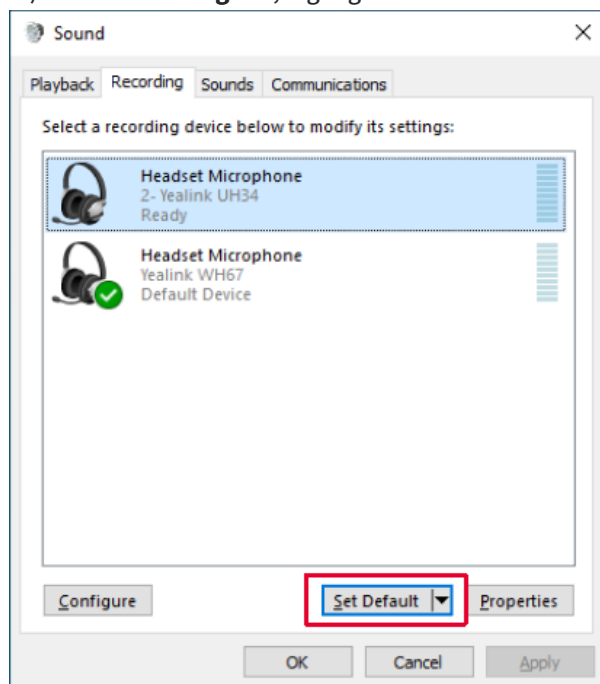 Sound
Playback Recording Sounds Communications
Select a recording device below to modify its settings:
Headset Microphone
2- Yealink UH34
Ready
Headset Microphone
Yealink WH67
Default Device
Configure Set Default Properties
OK Cancel Apply